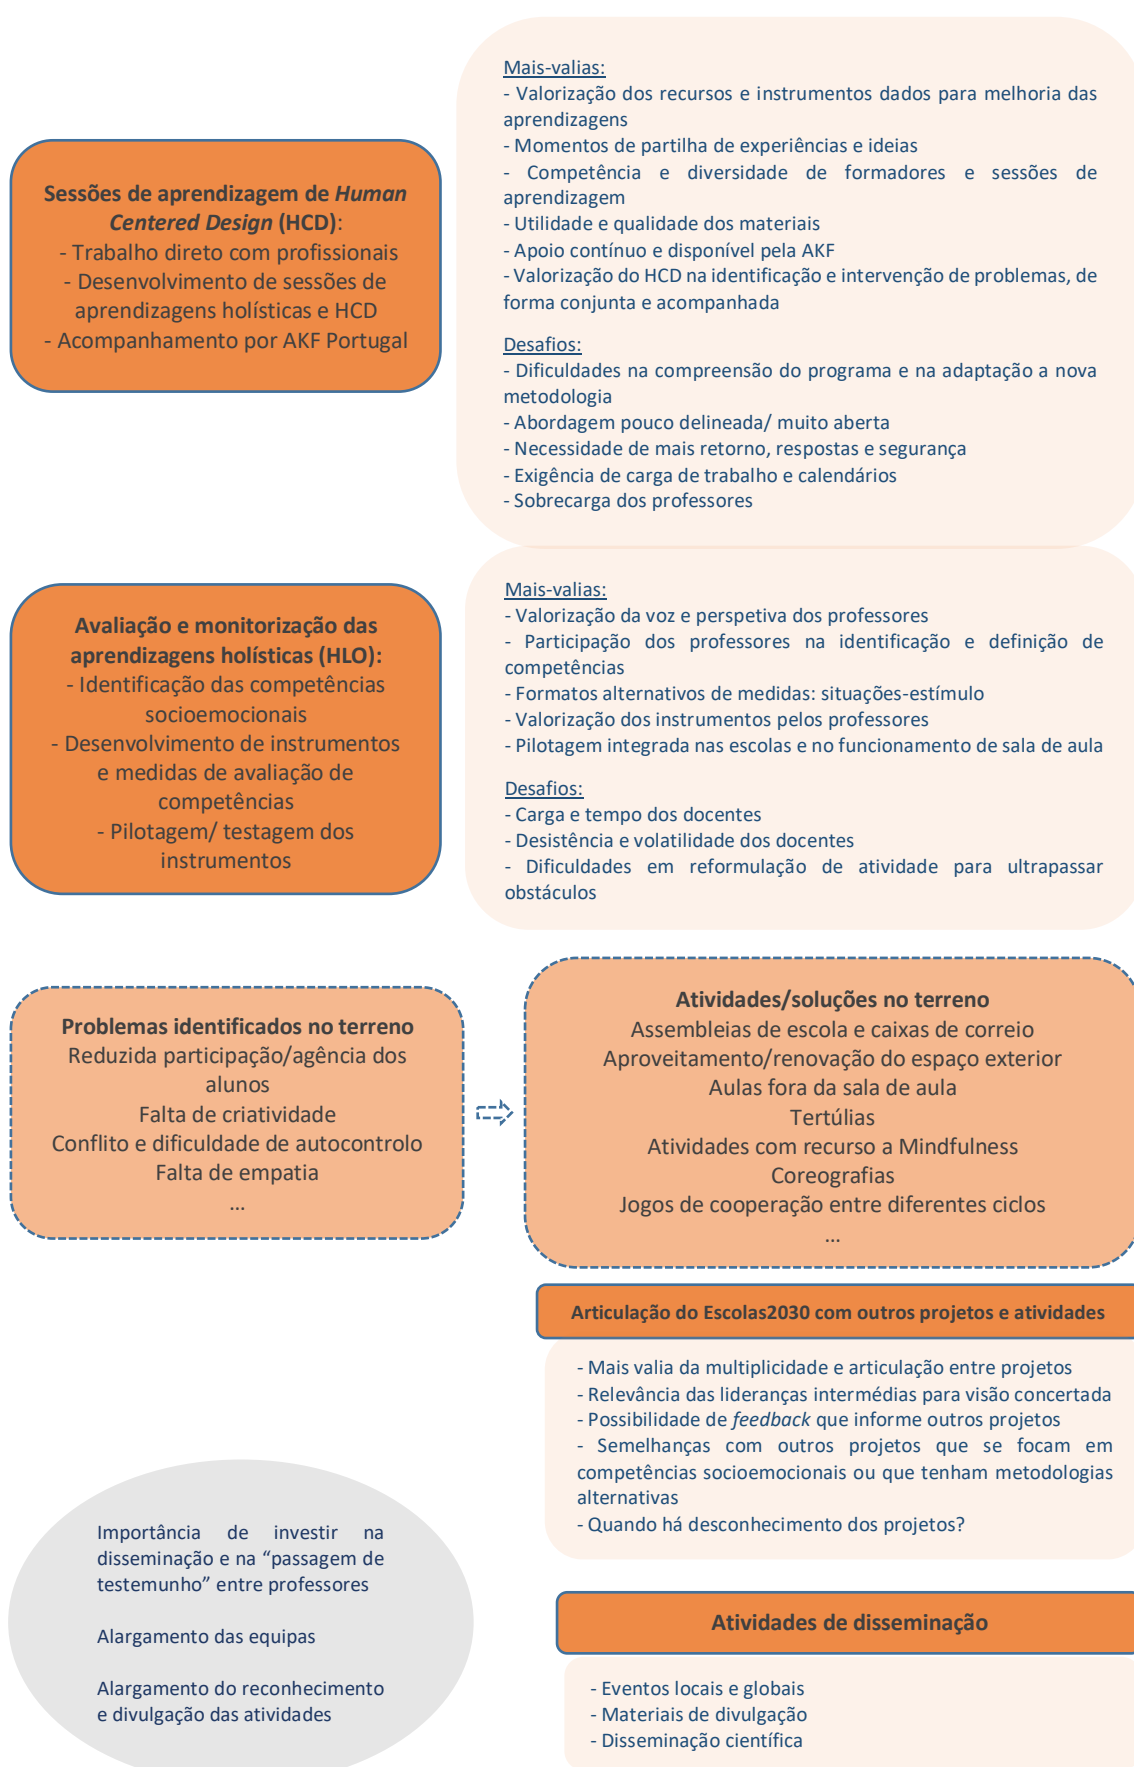 Sessões de aprendizagem de Human
Centered Design (HCD):
- Trabalho direto com profissionais
- Desenvolvimento de sessões de
aprendizagens holísticas e HCD
- Acompanhamento por AKF Portugal
Mais-valias:
- Valorização dos recursos e instrumentos dados para melhoria das
aprendizagens
- Momentos de partilha de experiências e ideias
- Competência e diversidade de formadores e sessões de
aprendizagem
- Utilidade e qualidade dos materiais
- Apoio contínuo e disponível pela AKF
- Valorização do HCD na identificação e intervenção de problemas, de
forma conjunta e acompanhada
Desafios:
- Dificuldades na compreensão do programa e na adaptação a nova
metodologia
- Abordagem pouco delineada/ muito aberta
- Necessidade de mais retorno, respostas e segurança
- Exigência de carga de trabalho e calendários
- Sobrecarga dos professores
Avaliação e monitorização das
aprendizagens holísticas (HLO):
- Identificação das competências
socioemocionais
- Desenvolvimento de instrumentos
e medidas de avaliação de
competências
- Pilotagem/ testagem dos
instrumentos
Mais-valias:
- Valorização da voz e perspetiva dos professores
- Participação dos professores na identificação e definição de
competências
- Formatos alternativos de medidas: situações-estímulo
- Valorização dos instrumentos pelos professores
- Pilotagem integrada nas escolas e no funcionamento de sala de aula
Desafios:
- Carga e tempo dos docentes
- Desistência e volatilidade dos docentes
- Dificuldades em reformulação de atividade para ultrapassar
obstáculos
Problemas identificados no terreno
Reduzida participação/agência dos
alunos
Falta de criatividade
Conflito e dificuldade de autocontrolo
Falta de empatia
...
Atividades/soluções no terreno
Assembleias de escola e caixas de correio
Aproveitamento/renovação do espaço exterior
Aulas fora da sala de aula
Tertúlias
Atividades com recurso a Mindfulness
Coreografias
Jogos de cooperação entre diferentes ciclos
...
Articulação do Escolas2030 com outros projetos e atividades
- Mais valia da multiplicidade e articulação entre projetos
- Relevância das lideranças intermédias para visão concertada
- Possibilidade de feedback que informe outros projetos
- Semelhanças com outros projetos que se focam em
competências socioemocionais ou que tenham metodologias
alternativas
- Quando há desconhecimento dos projetos?
Importância de investir na
disseminação e na “passagem de
testemunho” entre professores
Alargamento das equipas
Alargamento do reconhecimento
e divulgação das atividades
Atividades de disseminação
- Eventos locais e globais
- Materiais de divulgação
- Disseminação científica